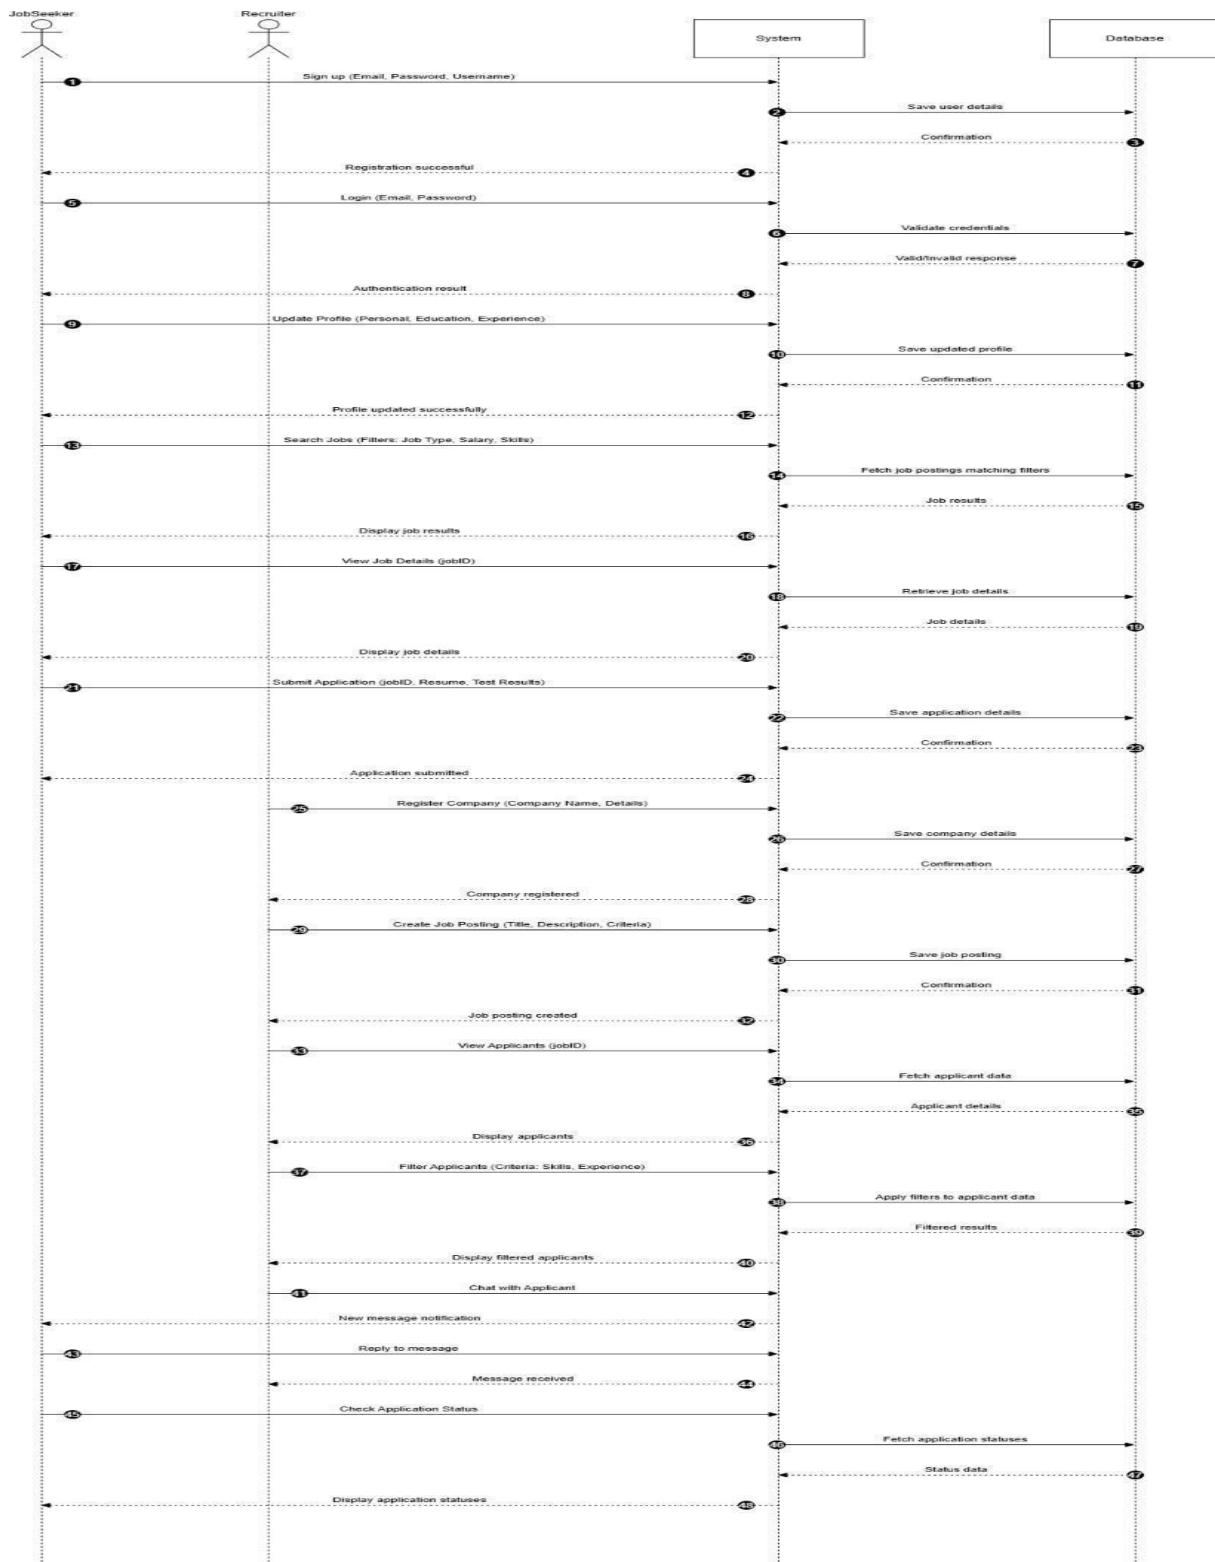 JobSeeker
Recruiter
System
Database
1 Sign up (Email, Password, Username)
2 Save user details
Confirmation 3
Registration successful 4
5 Login (Email, Password)
6 Validate credentials
Valid/Invalid response 7
Authentication result 8
9 Update Profile (Personal, Education, Experience)
10 Save updated profile
Confirmation 11
Profile updated successfully 12
13 Search Jobs (Filters: Job Type, Salary, Skills)
14 Fetch job postings matching filters
Job results 15
Display job results 16
17 View Job Details (jobID)
18 Retrieve job details
Job details 19
Display job details 20
21 Submit Application (jobID, Resume, Test Results)
22 Save application details
Confirmation 23
Application submitted 24
25 Register Company (Company Name, Details)
26 Save company details
Confirmation 27
Company registered 28
29 Create Job Posting (Title, Description, Criteria)
30 Save job posting
Confirmation 31
Job posting created 32
33 View Applicants (jobID)
34 Fetch applicant data
Applicant details 35
Display applicants 36
37 Filter Applicants (Criteria: Skills, Experience)
38 Apply filters to applicant data
Filtered results 39
Display filtered applicants 40
41 Chat with Applicant
New message notification 42
43 Reply to message
Message received 44
45 Check Application Status
46 Fetch application statuses
Status data 47
Display application statuses 48